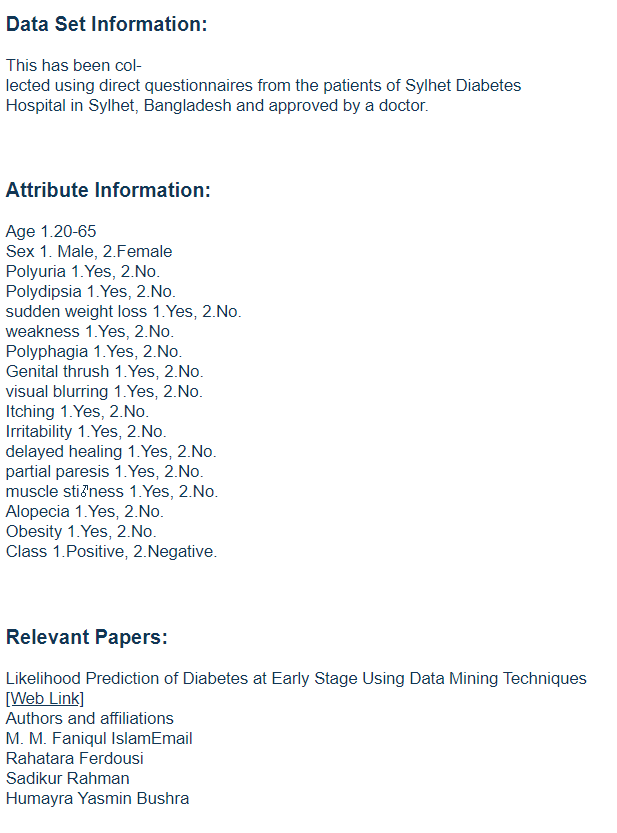 Data Set Information:
This has been col-
lected using direct questionnaires from the patients of Sylhet Diabetes
Hospital in Sylhet, Bangladesh and approved by a doctor.
Attribute Information:
Age 1.20-65
Sex 1. Male, 2.Female
Polyuria 1.Yes, 2.No.
Polydipsia 1.Yes, 2.No.
sudden weight loss 1.Yes, 2.No.
weakness 1.Yes, 2.No.
Polyphagia 1.Yes, 2.No.
Genital thrush 1.Yes, 2.No.
visual blurring 1.Yes, 2.No.
Itching 1.Yes, 2.No.
Irritability 1.Yes, 2.No.
delayed healing 1.Yes, 2.No.
partial paresis 1.Yes, 2.No.
muscle 1.Yes, 2.No.
Alopecia 1.Yes, 2.No.
Obesity 1.Yes, 2.No.
Class 1.Positive, 2.Negative.
Relevant Papers:
Likelihood Prediction of Diabetes at Early Stage Using Data Mining Techniques
[Web Link]
Authors and affiliations
M. M. Faniqul IslamEmail
Rahatara Ferdousi
Sadikur Rahman
Humayra Yasmin Bushra